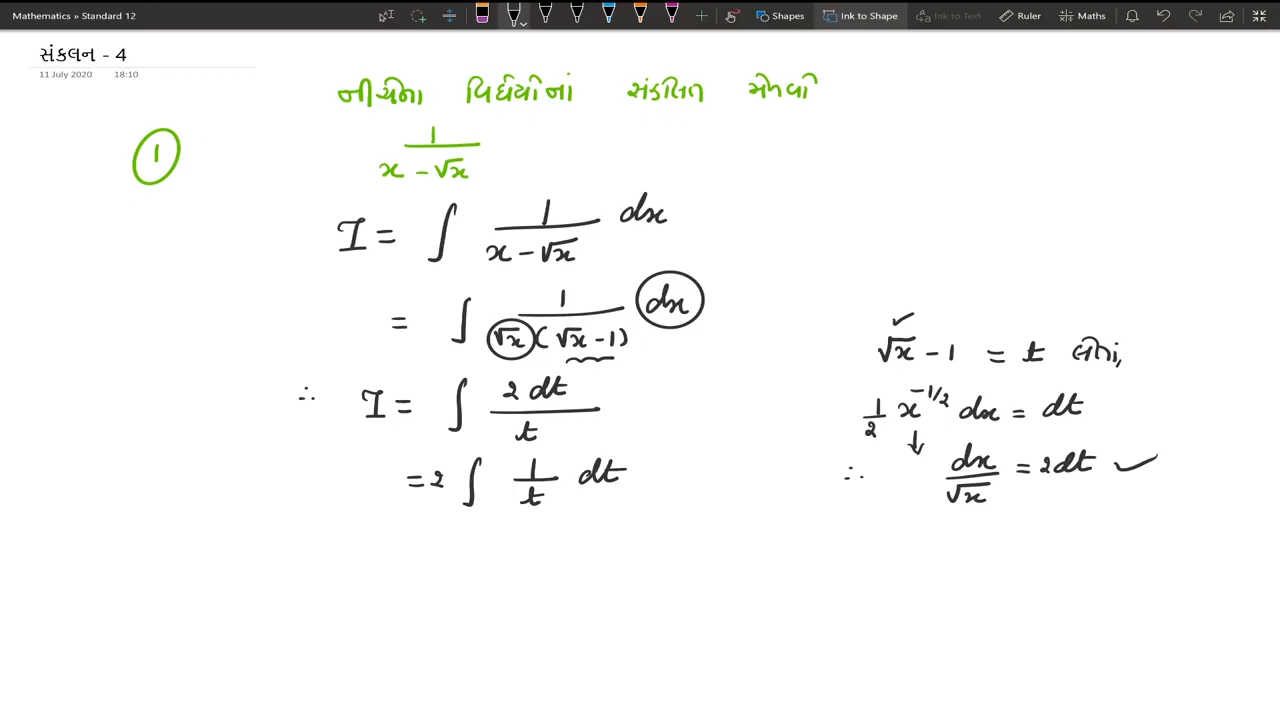 Mathematics » Standard 12
Shapes Ink to Shape Ink to Text Ruler Maths
સંકલન - 4
11 July 2020 18:10
નીચેના વિધેયોનાં સંકલિત મેળવો
1
1 / (x - √x)
I = ∫ 1 / (x - √x) dx
= ∫ 1 / (√x (√x - 1)) dx
√x - 1 = t લેતાં,
∴ I = ∫ 2 dt / t
1/2 x^(-1/2) dx = dt
= 2 ∫ 1/t dt
∴ dx / √x = 2dt